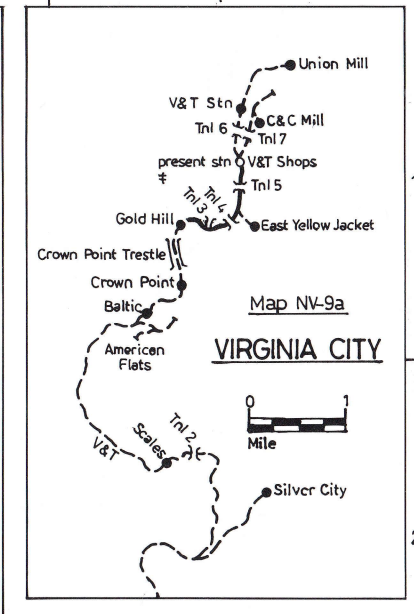 Union Mill
V&T Stn
C&C Mill
Tnl 6
Tnl 7
present stn
V&T Shops
‡
Tnl 5
Tnl 3
Tnl 4
Gold Hill
East Yellow Jacket
Crown Point Trestle
Crown Point
Baltic
Map NV-9a
American
Flats
VIRGINIA CITY
0 1
Mile
Tnl 2
Scales
V&T
Silver City